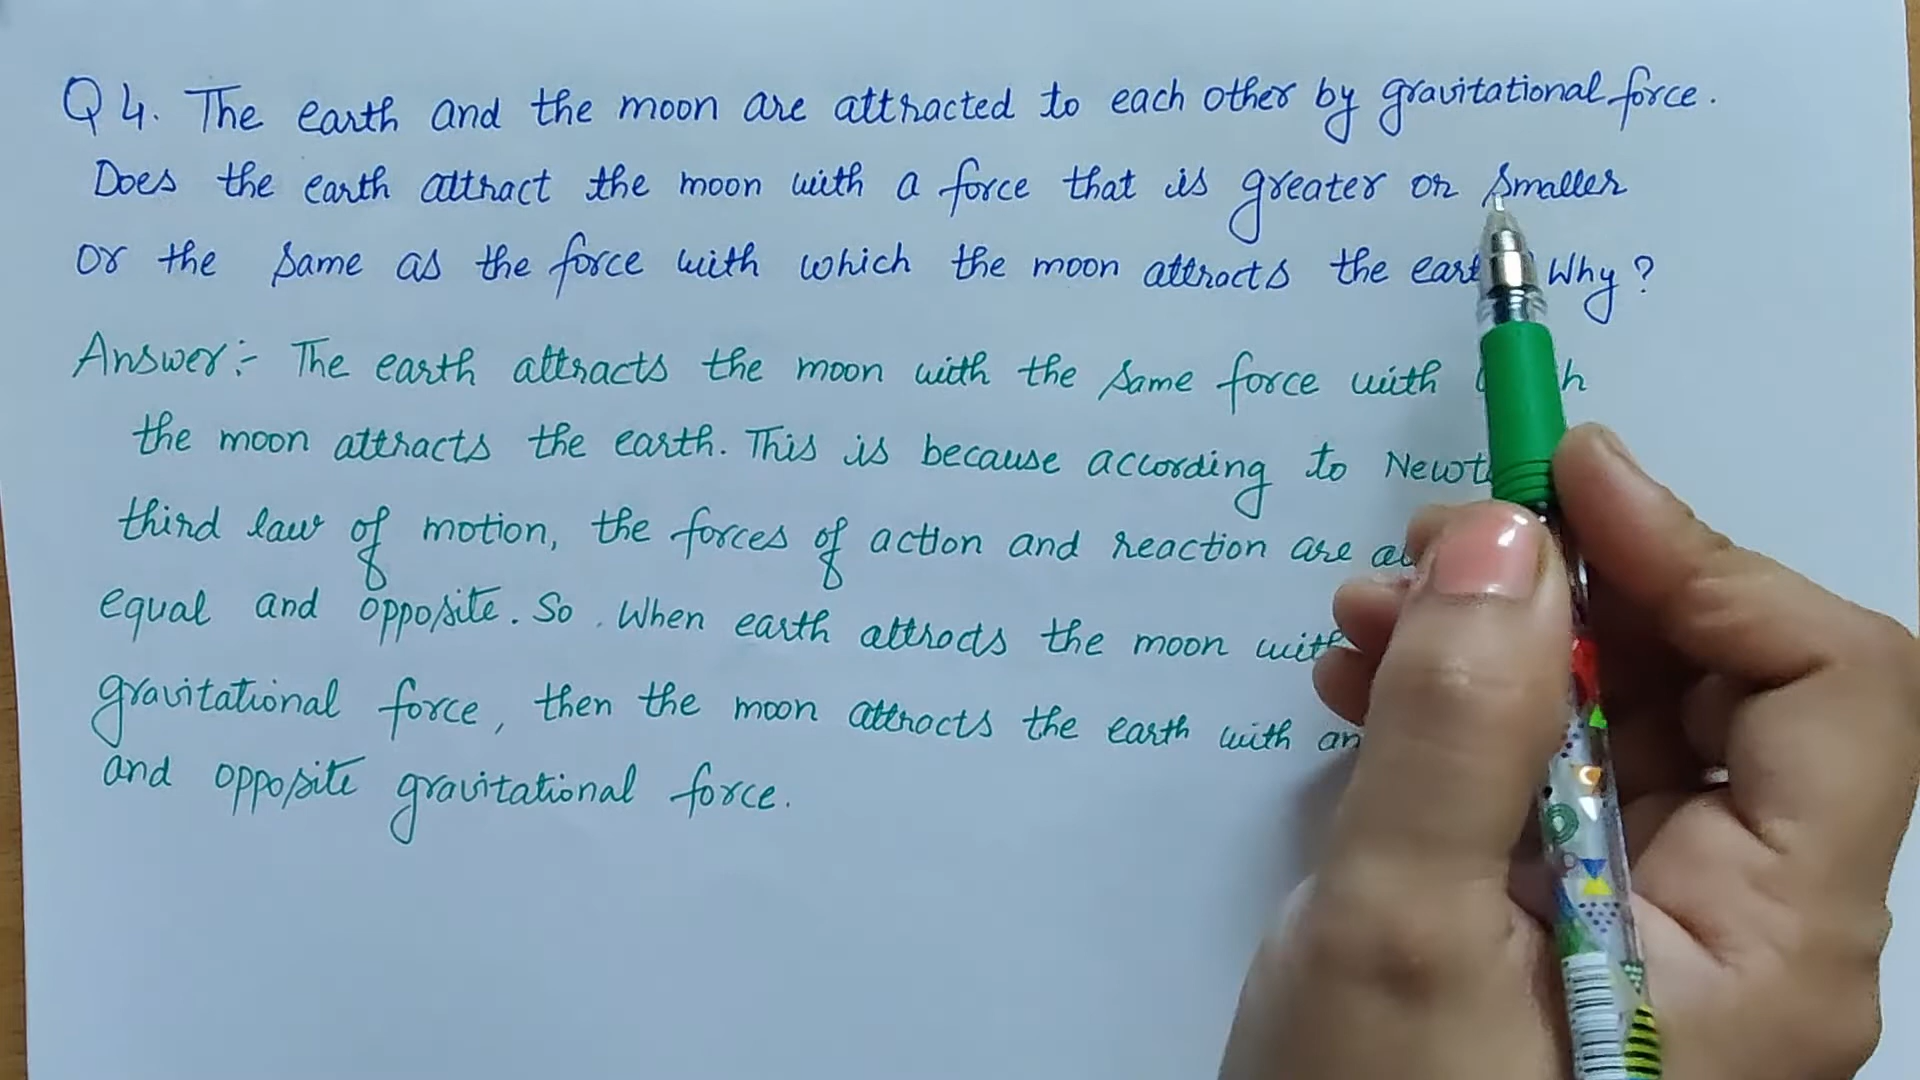 Q4. The earth and the moon are attracted to each other by gravitational force.
Does the earth attract the moon with a force that is greater or smaller
or the same as the force with which the moon attracts the Why?
Answer:- The earth attracts the moon with the same force with
the moon attracts the earth. This is because according to
third law of motion, the forces of action and reaction are
equal and opposite. So, When earth attracts the moon with
gravitational force, then the moon attracts the earth with an
and opposite gravitational force.